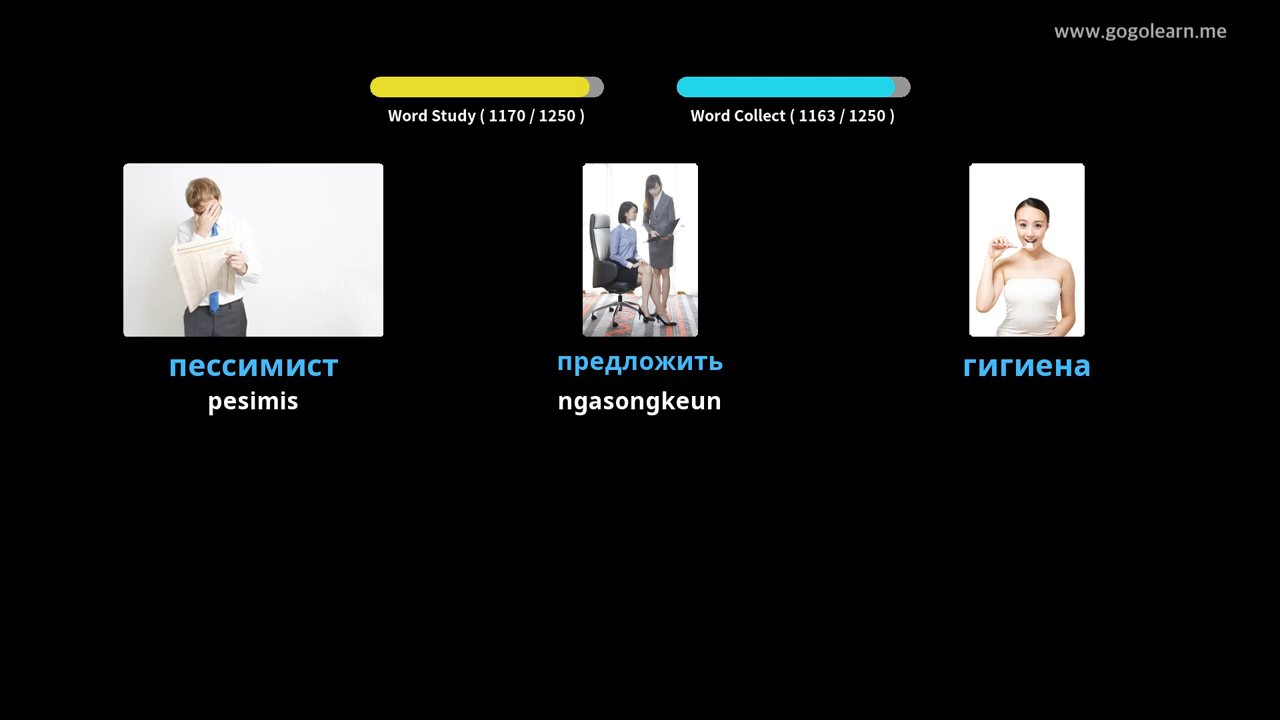 www.gogolearn.me
Word Study ( 1170 / 1250 )
Word Collect ( 1163 / 1250 )
пессимист
pesimis
предложить
ngasongkeun
гигиена